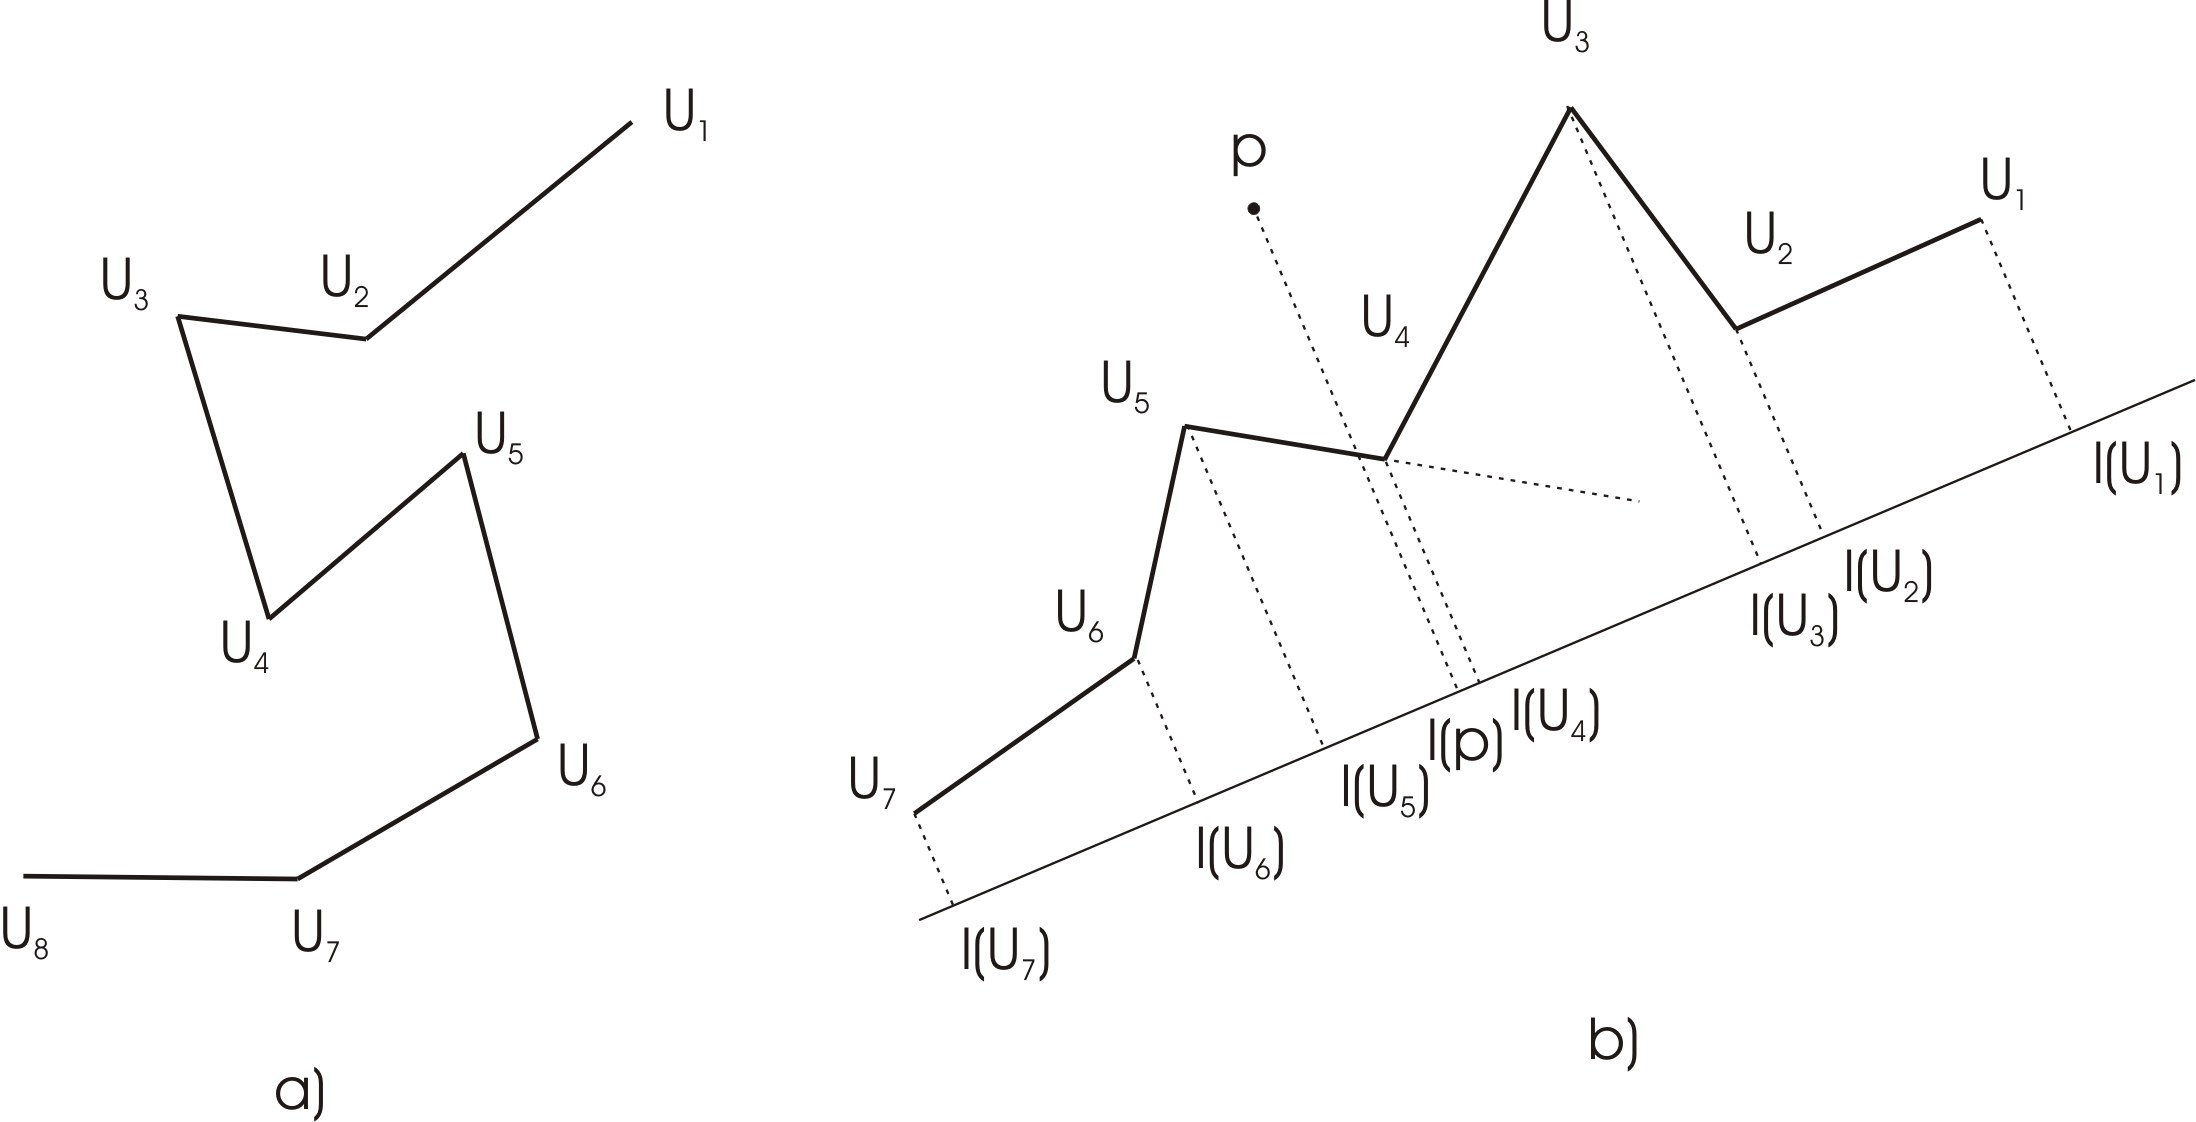 U₁
U₂
U₃
U₄
U₅
U₆
U₇
U₈
a)
U₃
p
U₁
U₂
U₄
U₅
U₆
U₇
l(U₁)
l(U₂)
l(U₃)
l(U₄)
l(p)
l(U₅)
l(U₆)
l(U₇)
b)